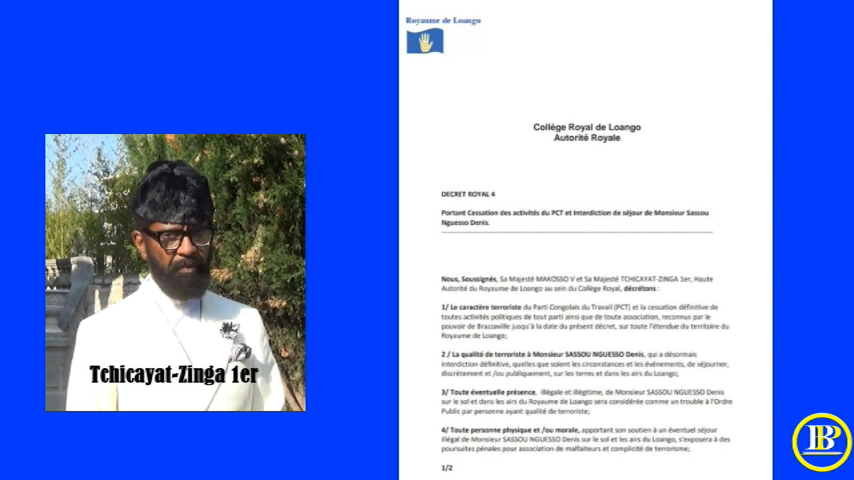 Royaume de Loango
Collège Royal de Loango
Autorité Royale
DECRET ROYAL 4
Portant Cessation des activités du PCT et Interdiction de séjour de Monsieur Sassou
Nguesso Denis.
Nous, Soussignés, Sa Majesté MAKOSSO V et Sa Majesté TCHICAYAT-ZINGA 1er, Haute
Autorité du Royaume de Loango au sein du Collège Royal, décrétons :
1/ Le caractère terroriste du Parti Congolais du Travail (PCT) et la cessation définitive de
toutes activités politiques de tout parti ainsi que de toute association, reconnus par le
pouvoir de Brazzaville jusqu'à la date du présent décret, sur toute l'étendue du territoire du
Royaume de Loango;
2 / La qualité de terroriste à Monsieur SASSOU NGUESSO Denis, qui a désormais
Interdiction définitive, quelles que soient les circonstances et les événements, de séjourner,
discrètement et /ou publiquement, sur les terres et dans les airs du Loango;
3/ Toute éventuelle présence, illégale et illégitime, de Monsieur SASSOU NGUESSO Denis
sur le sol et dans les airs du Royaume de Loango sera considérée comme un trouble à l'Ordre
Public par personne ayant qualité de terroriste;
4/ Toute personne physique et /ou morale, apportant son soutien à un éventuel séjour
illégal de Monsieur SASSOU NGUESSO Denis sur le sol et les airs du Loango, s'exposera à des
poursuites pénales pour association de malfaiteurs et complicité de terrorisme;
1/2
Tchicayat-Zinga 1er